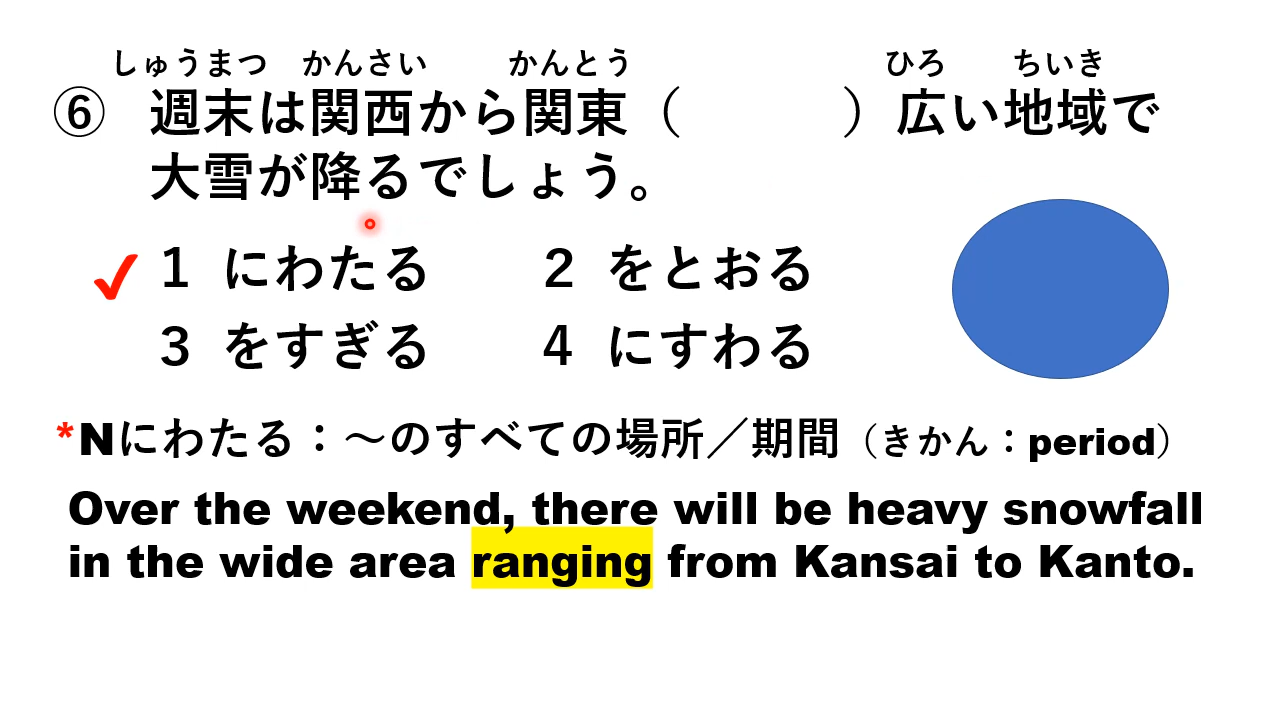 しゅうまつ かんさい かんとう ひろ ちいき
⑥ 週末は関西から関東（ ）広い地域で
大雪が降るでしょう。
✓ 1 にわたる 2 をとおる
3 をすぎる 4 にすわる
*Nにわたる：～のすべての場所／期間（きかん：period）
Over the weekend, there will be heavy snowfall
in the wide area ranging from Kansai to Kanto.